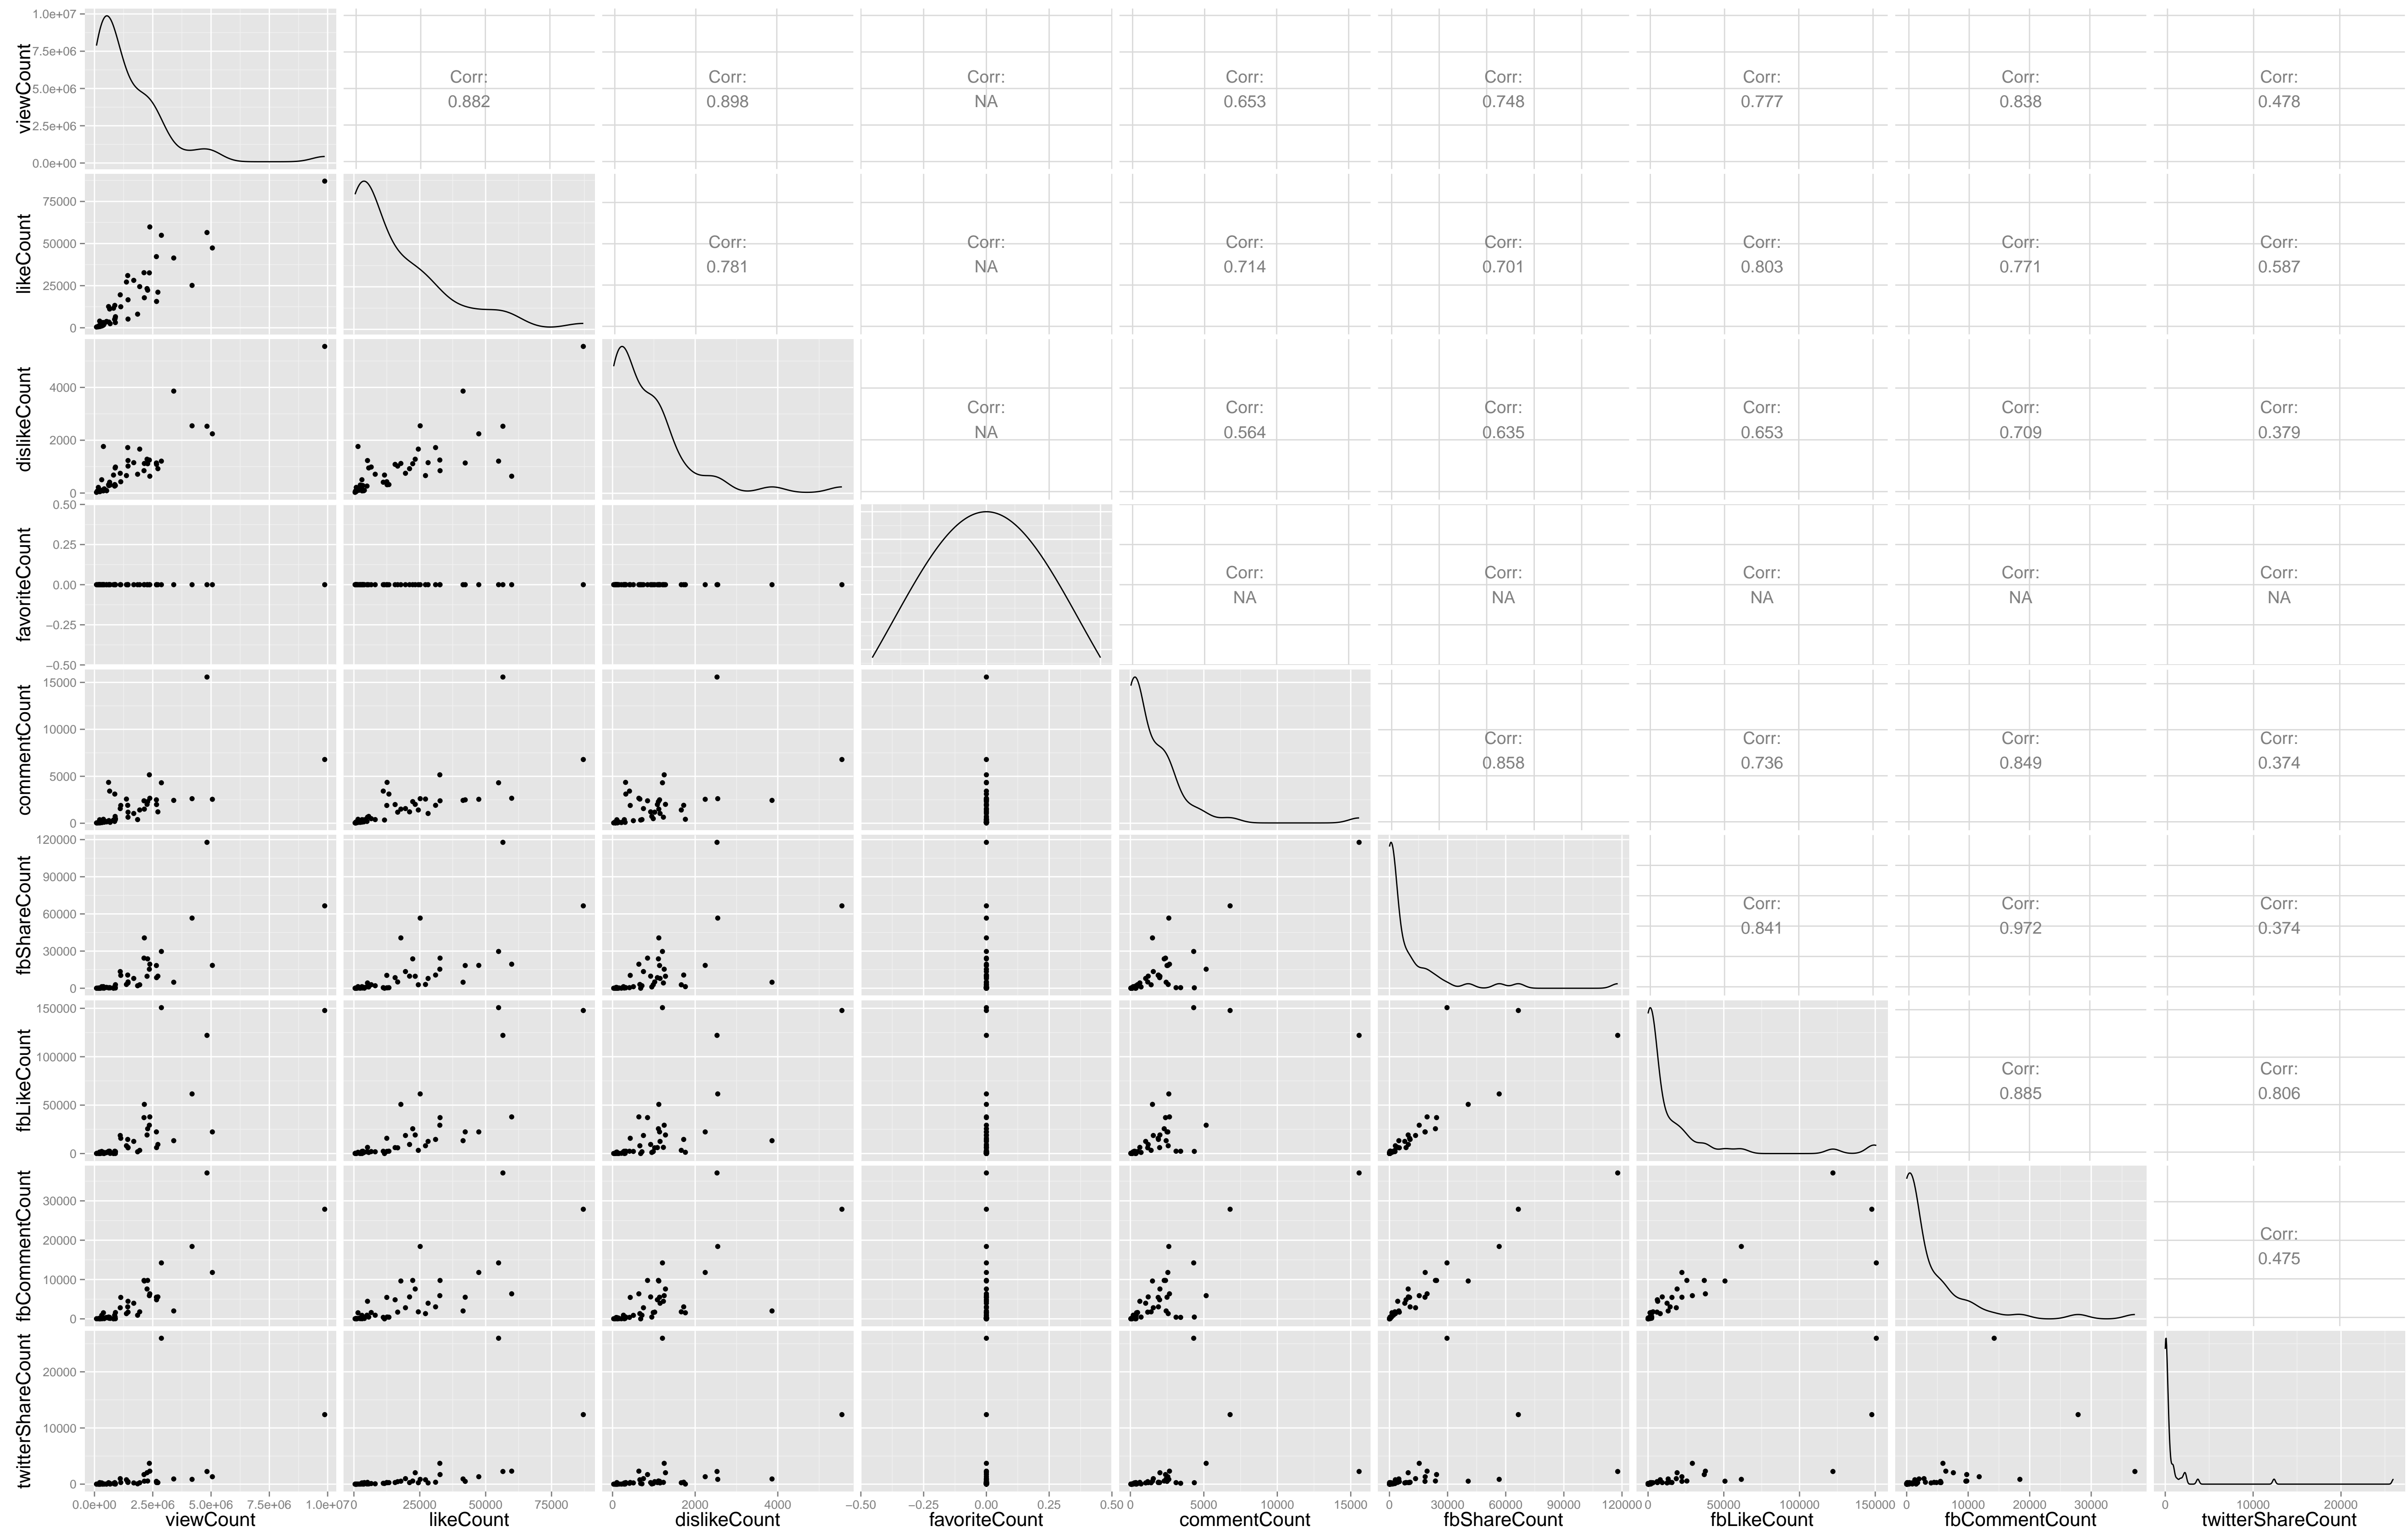 viewCount
1.0e+07
7.5e+06
5.0e+06
2.5e+06
0.0e+00
Corr:
0.882
Corr:
0.898
Corr:
NA
Corr:
0.653
Corr:
0.748
Corr:
0.777
Corr:
0.838
Corr:
0.478
likeCount
75000
50000
25000
0
Corr:
0.781
Corr:
NA
Corr:
0.714
Corr:
0.701
Corr:
0.803
Corr:
0.771
Corr:
0.587
dislikeCount
4000
2000
0
Corr:
NA
Corr:
0.564
Corr:
0.635
Corr:
0.653
Corr:
0.709
Corr:
0.379
favoriteCount
0.50
0.25
0.00
−0.25
−0.50
Corr:
NA
Corr:
NA
Corr:
NA
Corr:
NA
Corr:
NA
commentCount
15000
10000
5000
0
Corr:
0.858
Corr:
0.736
Corr:
0.849
Corr:
0.374
fbShareCount
120000
90000
60000
30000
0
Corr:
0.841
Corr:
0.972
Corr:
0.374
fbLikeCount
150000
100000
50000
0
Corr:
0.885
Corr:
0.806
fbCommentCount
30000
20000
10000
0
Corr:
0.475
twitterShareCount
20000
10000
0
0.0e+00 2.5e+06 5.0e+06 7.5e+06 1.0e+07
0 25000 50000 75000
0 2000 4000
−0.50 −0.25 0.00 0.25 0.50
0 5000 10000 15000
0 30000 60000 90000 120000
0 50000 100000 150000
0 10000 20000 30000
0 10000 20000
viewCount likeCount dislikeCount favoriteCount commentCount fbShareCount fbLikeCount fbCommentCount twitterShareCount